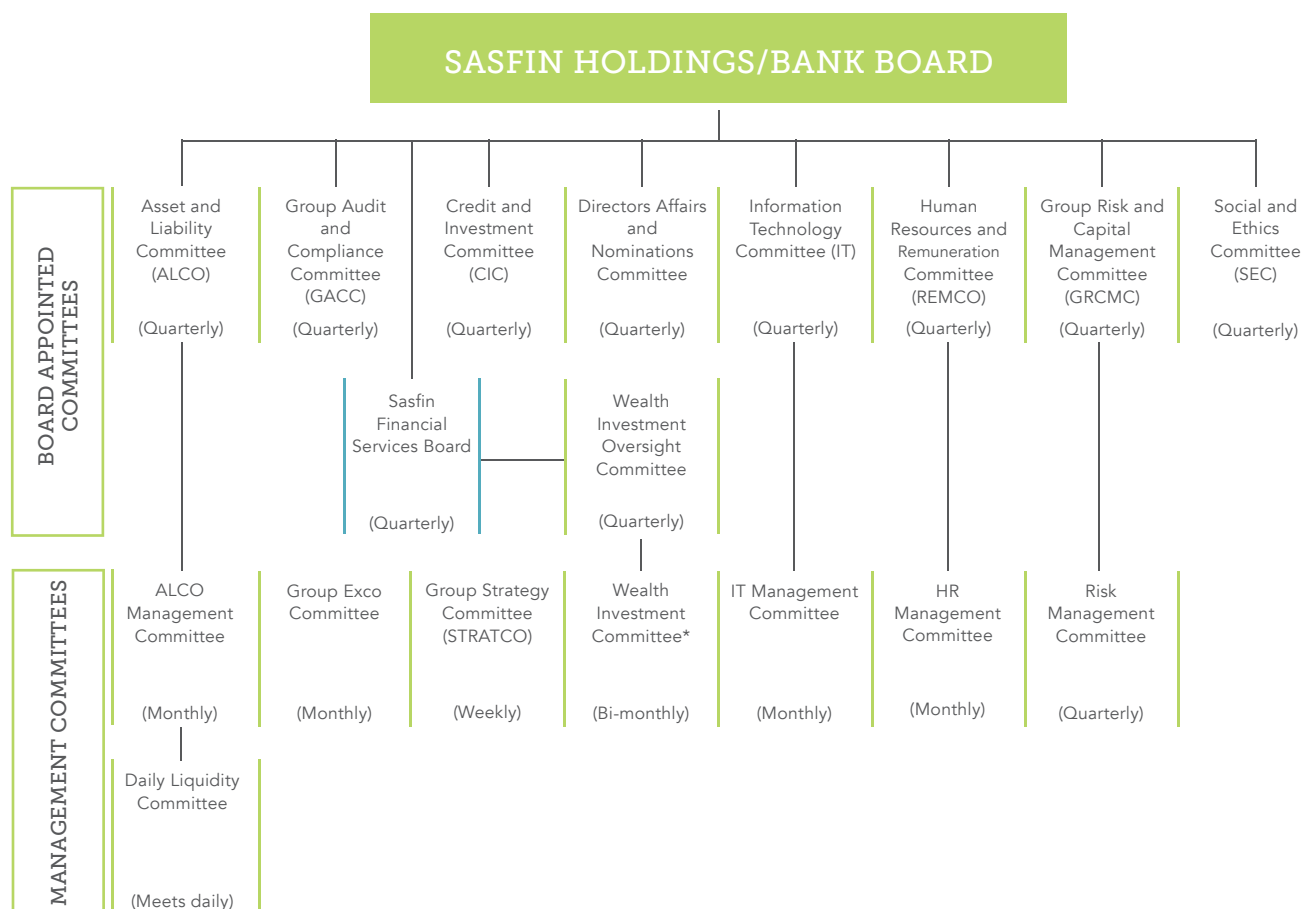 SASFIN HOLDINGS/BANK BOARD
BOARD APPOINTED
COMMITTEES
Asset and
Liability
Committee
(ALCO)
(Quarterly)
Group Audit
and
Compliance
Committee
(GACC)
(Quarterly)
Credit and
Investment
Committee
(CIC)
(Quarterly)
Directors Affairs
and
Nominations
Committee
(Quarterly)
Information
Technology
Committee (IT)
(Quarterly)
Human
Resources and
Remuneration
Committee
(REMCO)
(Quarterly)
Group Risk and
Capital
Management
Committee
(GRCMC)
(Quarterly)
Social and
Ethics
Committee
(SEC)
(Quarterly)
Sasfin
Financial
Services Board
(Quarterly)
Wealth
Investment
Oversight
Committee
(Quarterly)
MANAGEMENT COMMITTEES
ALCO
Management
Committee
(Monthly)
Group Exco
Committee
(Monthly)
Group Strategy
Committee
(STRATCO)
(Weekly)
Wealth
Investment
Committee*
(Bi-monthly)
IT Management
Committee
(Monthly)
HR
Management
Committee
(Monthly)
Risk
Management
Committee
(Quarterly)
Daily Liquidity
Committee
(Meets daily)